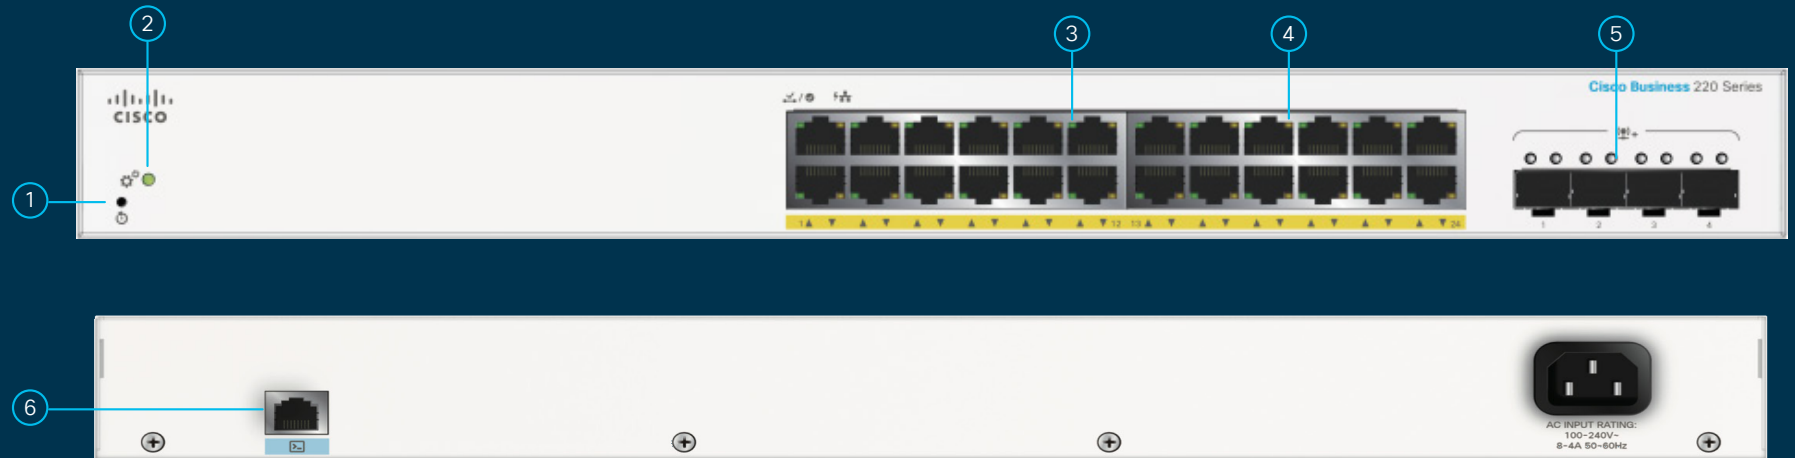 2
3
4
5
Cisco Business 220 Series
CISCO
1
1 12 13 24
1 2 3 4
6
AC INPUT RATING:
100-240V~
8-4A 50~60Hz